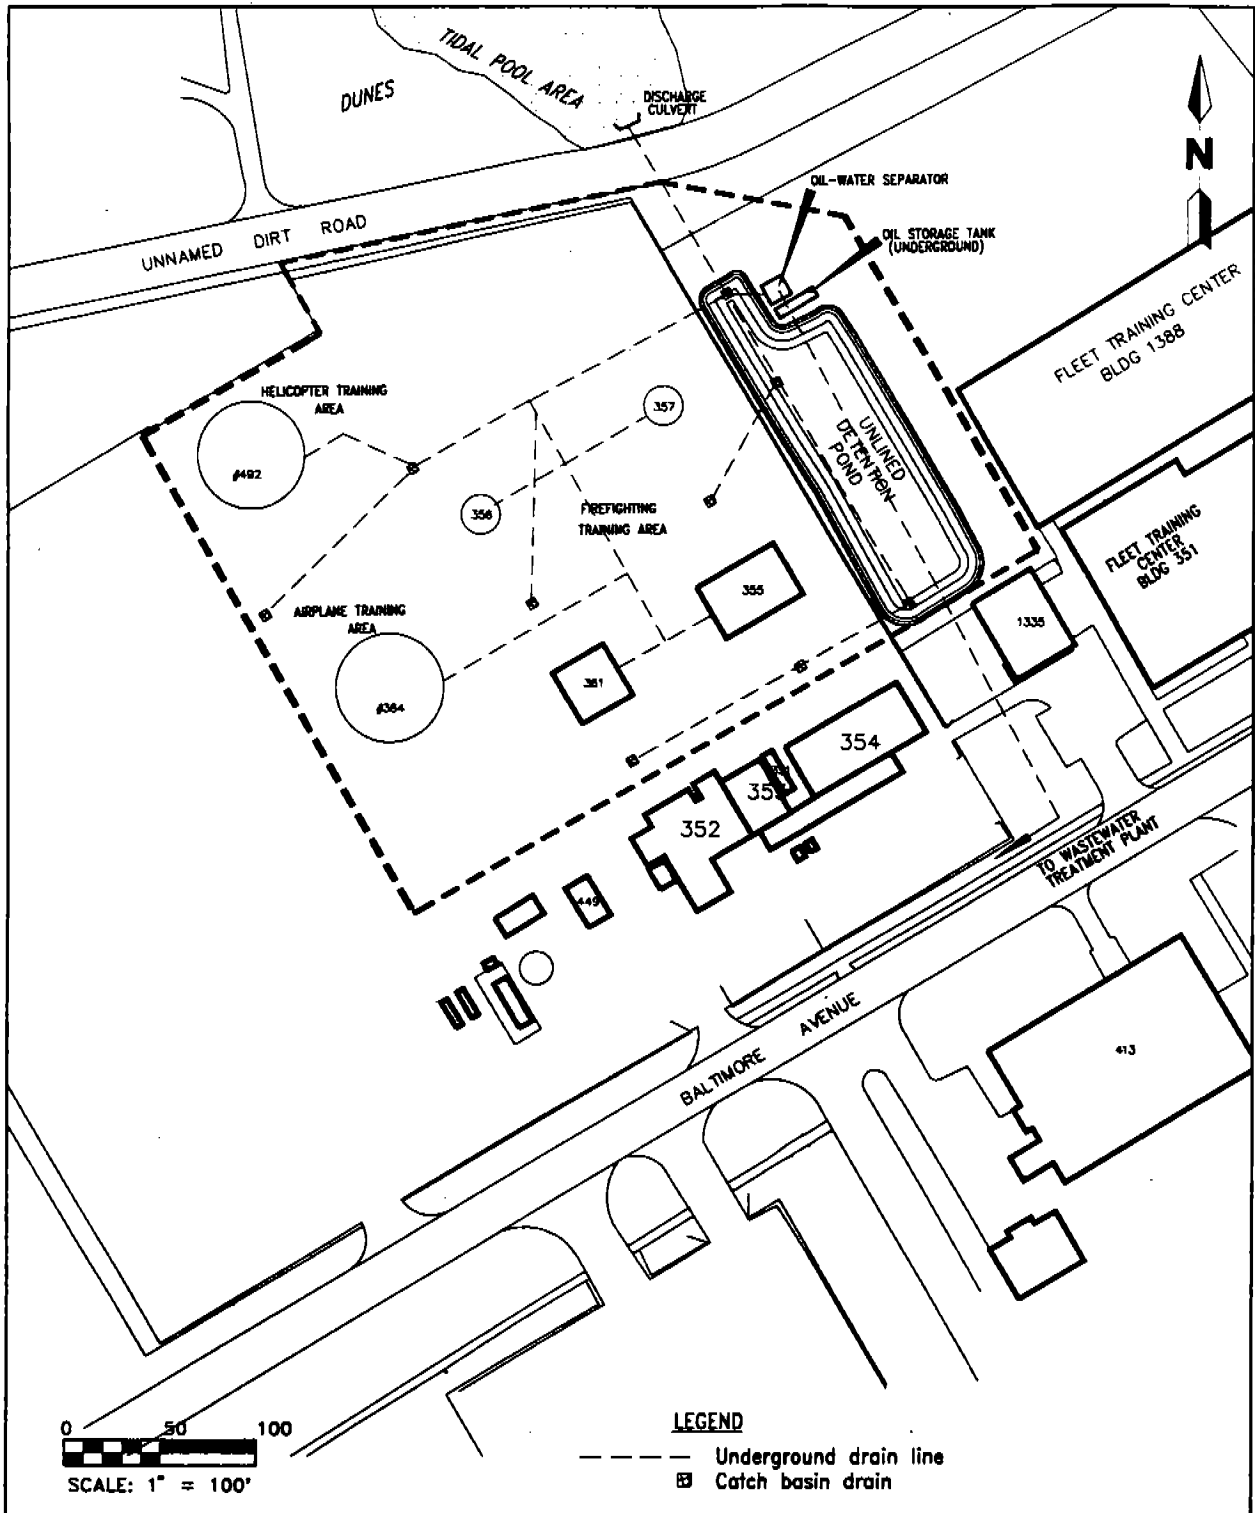 TIDAL POOL AREA
DUNES
DISCHARGE
CULVERT
N
OIL-WATER SEPARATOR
OIL STORAGE TANK
(UNDERGROUND)
UNNAMED DIRT ROAD
FLEET TRAINING CENTER
BLDG 1388
HELICOPTER TRAINING
AREA
357
UNLINED
DETENTION
POND
#492
356
FIREFIGHTING
TRAINING AREA
FLEET TRAINING
CENTER
BLDG 351
355
AIRPLANE TRAINING
AREA
1335
361
#364
354
353
352
TO WASTEWATER
TREATMENT PLANT
449
BALTIMORE AVENUE
413
0 50 100
SCALE: 1" = 100'
LEGEND
Underground drain line
Catch basin drain